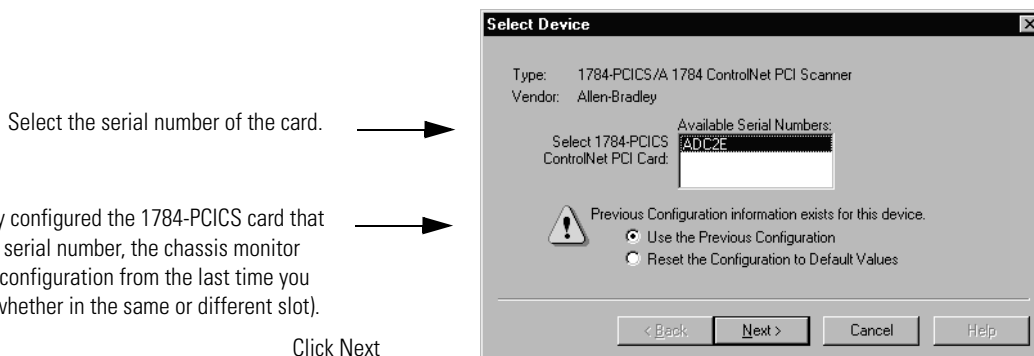 Select Device
Type: 1784-PCICS/A 1784 ControlNet PCI Scanner
Vendor: Allen-Bradley
Select the serial number of the card.
Available Serial Numbers:
Select 1784-PCICS
ControlNet PCI Card:
ADC2E
y configured the 1784-PCICS card that
serial number, the chassis monitor
configuration from the last time you
whether in the same or different slot).
Previous Configuration information exists for this device.
Use the Previous Configuration
Reset the Configuration to Default Values
< Back
Next >
Cancel
Help
Click Next